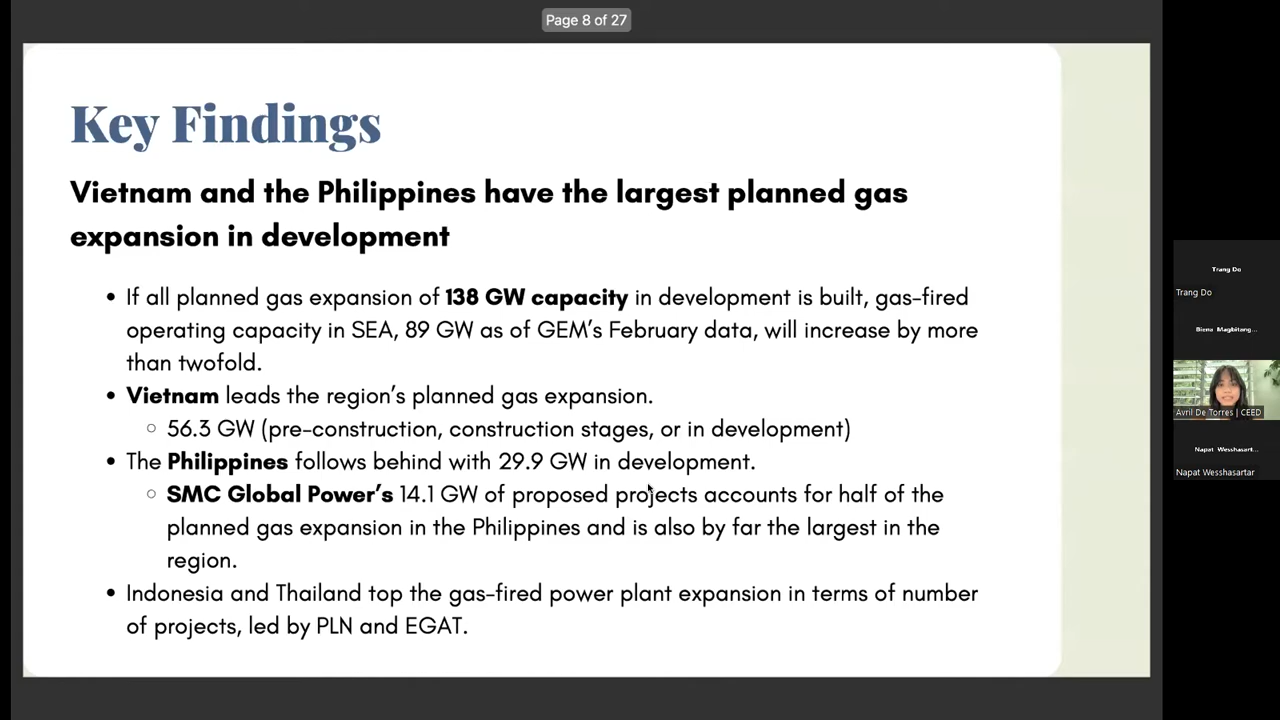 Page 8 of 27
Key Findings
Vietnam and the Philippines have the largest planned gas
expansion in development
• If all planned gas expansion of 138 GW capacity in development is built, gas-fired
operating capacity in SEA, 89 GW as of GEM's February data, will increase by more
than twofold.
• Vietnam leads the region's planned gas expansion.
○ 56.3 GW (pre-construction, construction stages, or in development)
• The Philippines follows behind with 29.9 GW in development.
○ SMC Global Power's 14.1 GW of proposed projects accounts for half of the
planned gas expansion in the Philippines and is also by far the largest in the
region.
• Indonesia and Thailand top the gas-fired power plant expansion in terms of number
of projects, led by PLN and EGAT.
Trang Do
Trang Do
Biena Magbitang...
Avril De Torres | CEED
Napat Wesshasart...
Napat Wesshasartar